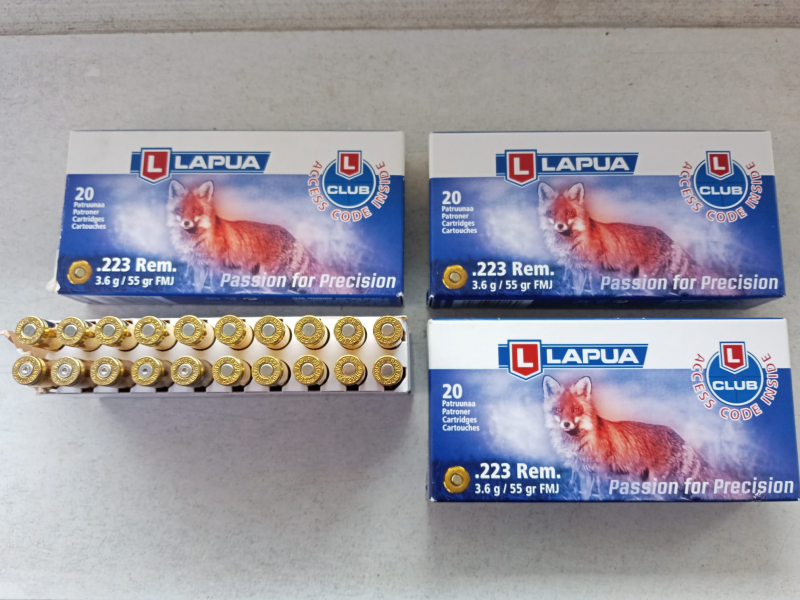 L LAPUA
L
CLUB
ACCESS CODE INSIDE
20
Patruunaa
Patroner
Cartridges
Cartouches
.223 Rem.
3.6 g / 55 gr FMJ
Passion for Precision
L LAPUA
L
CLUB
ACCESS CODE INSIDE
20
Patruunaa
Patroner
Cartridges
Cartouches
.223 Rem.
3.6 g / 55 gr FMJ
Passion for Precision
L LAPUA
L
CLUB
ACCESS CODE INSIDE
20
Patruunaa
Patroner
Cartridges
Cartouches
.223 Rem.
3.6 g / 55 gr FMJ
Passion for Precision